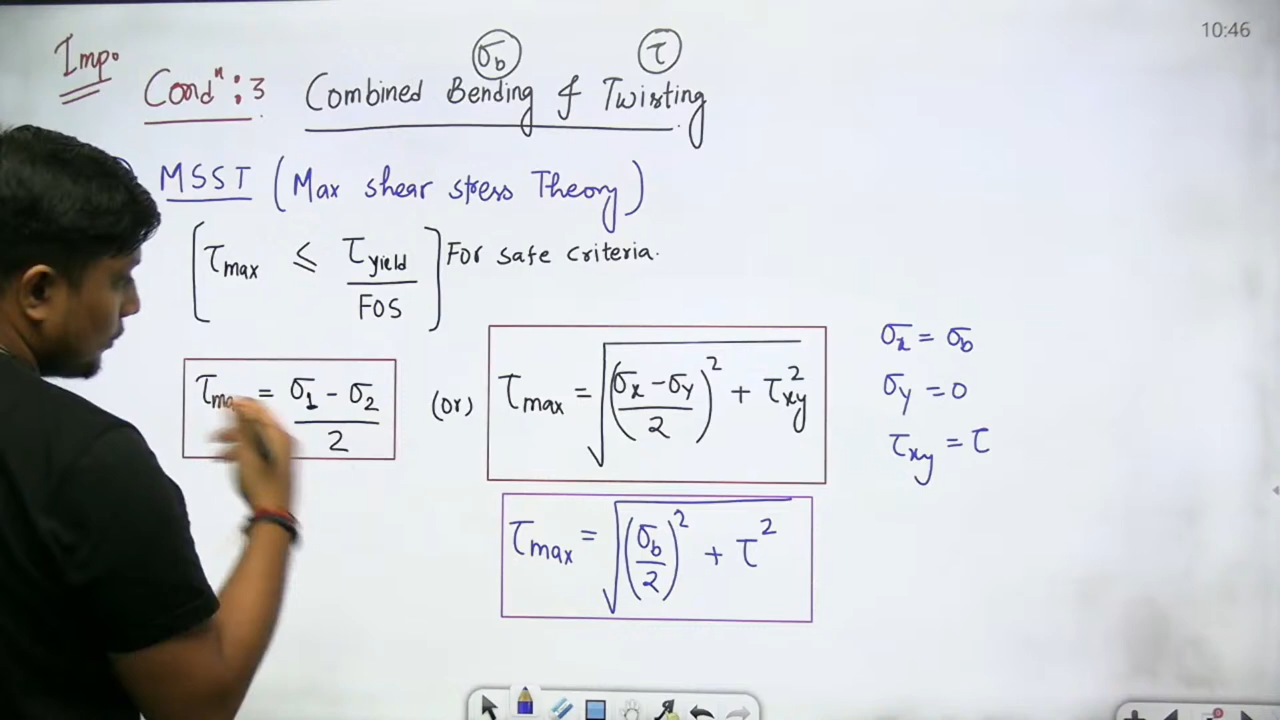 10:46
Imp.
σb τ
Condⁿ:3 Combined Bending & Twisting
MSST (Max shear stress Theory)
[τmax ≤ τyield/FOS] For safe criteria.
τmax = (σ1 - σ2)/2 (or) τmax = √(((σx - σy)/2)² + τxy²)
σx = σb
σy = 0
τxy = τ
τmax = √((σb/2)² + τ²)